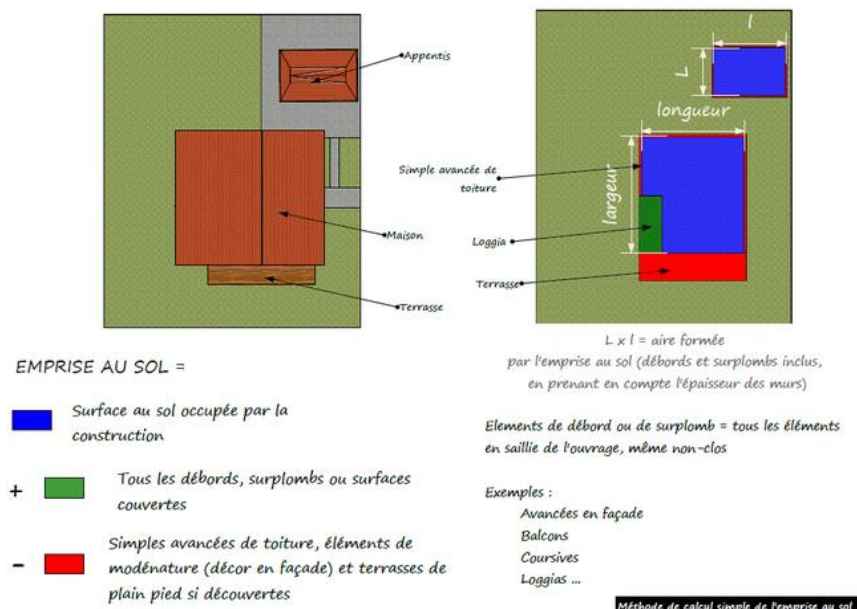 Appentis
Maison
Terrasse
l
L
longueur
largeur
Simple avancée de
toiture
Loggia
Terrasse
L x l = aire formée
par l'emprise au sol (débords et surplombs inclus,
en prenant en compte l'épaisseur des murs)
EMPRISE AU SOL =
Surface au sol occupée par la
construction
+ Tous les débords, surplombs ou surfaces
couvertes
- Simples avancées de toiture, éléments de
modénature (décor en façade) et terrasses de
plain pied si découvertes
Elements de débord ou de surplomb = tous les éléments
en saillie de l'ouvrage, même non-clos
Exemples :
Avancées en façade
Balcons
Coursives
Loggias ...
Méthode de calcul simple de l'emprise au sol